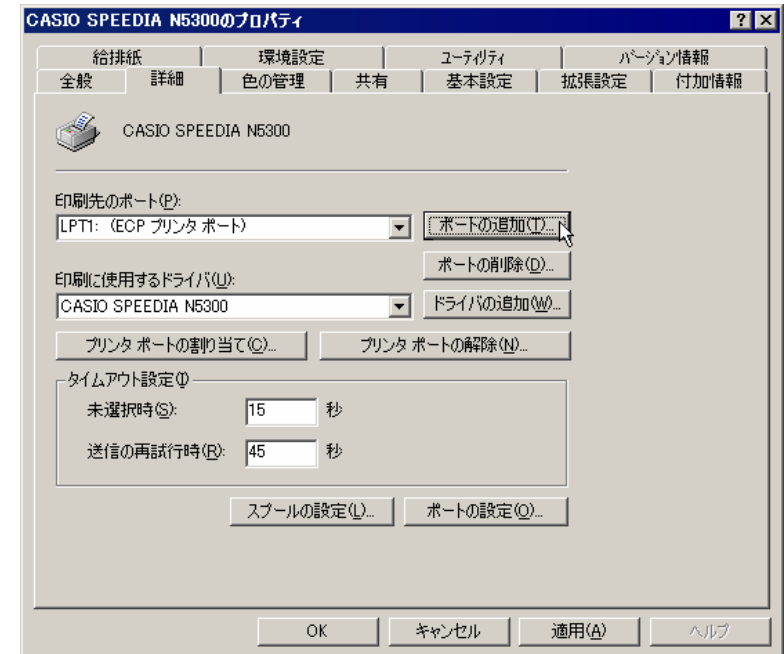 CASIO SPEEDIA N5300のプロパティ
給排紙 環境設定 ユーティリティ バージョン情報
全般 詳細 色の管理 共有 基本設定 拡張設定 付加情報
CASIO SPEEDIA N5300
印刷先のポート(P):
LPT1: (ECP プリンタ ポート) ポートの追加(T)...
ポートの削除(D)...
印刷に使用するドライバ(U):
CASIO SPEEDIA N5300 ドライバの追加(W)...
プリンタ ポートの割り当て(C)... プリンタ ポートの解除(N)...
タイムアウト設定(I)
未選択時(S): 15 秒
送信の再試行時(R): 45 秒
スプールの設定(L)... ポートの設定(O)...
OK キャンセル 適用(A) ヘルプ